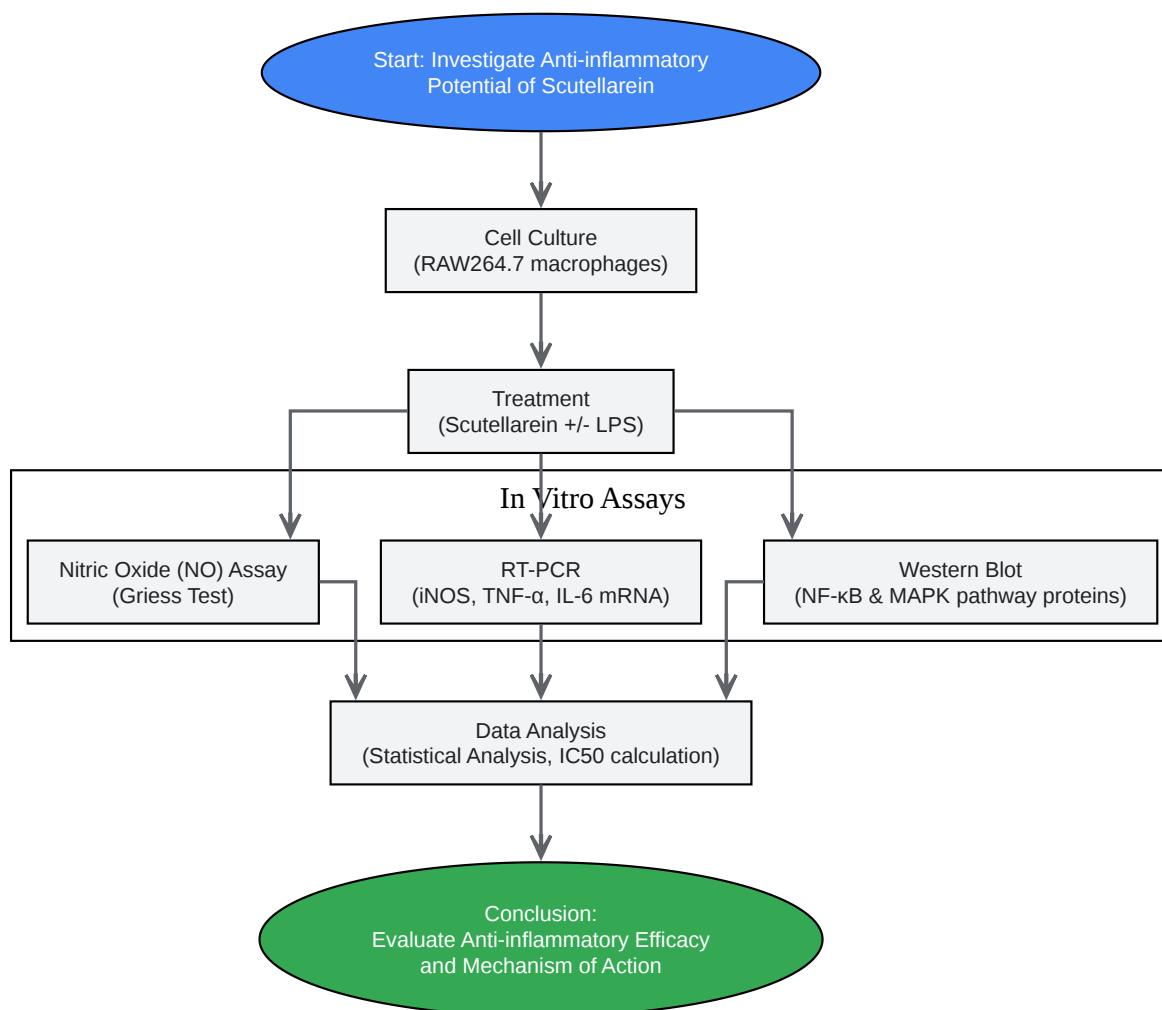 Start: Investigate Anti-inflammatory
Potential of Scutellarein
Cell Culture
(RAW264.7 macrophages)
Treatment
(Scutellarein +/- LPS)
In Vitro Assays
Nitric Oxide (NO) Assay
(Griess Test)
RT-PCR
(iNOS, TNF-α, IL-6 mRNA)
Western Blot
(NF-κB & MAPK pathway proteins)
Data Analysis
(Statistical Analysis, IC50 calculation)
Conclusion:
Evaluate Anti-inflammatory Efficacy
and Mechanism of Action